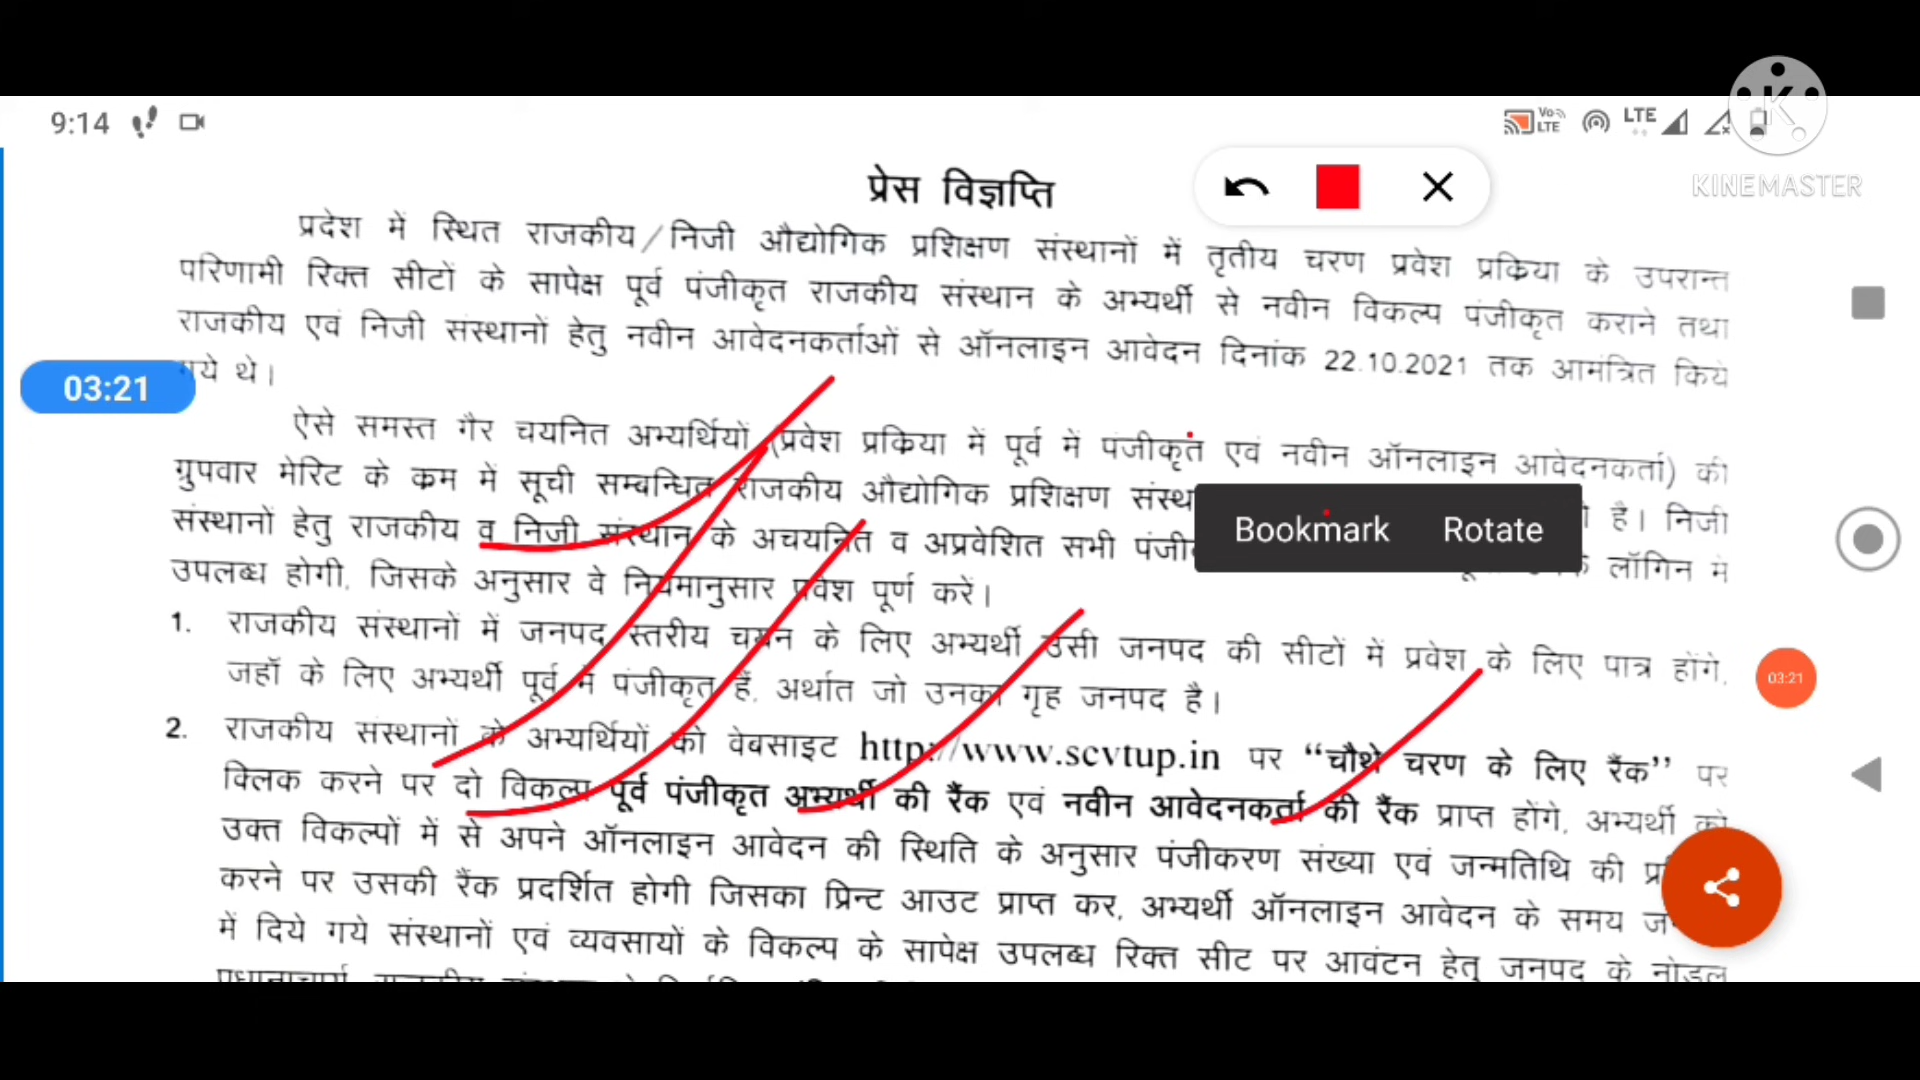 9:14
Vo LTE
LTE
KINEMASTER
प्रेस विज्ञप्ति
प्रदेश में स्थित राजकीय/निजी औद्योगिक प्रशिक्षण संस्थानों में तृतीय चरण प्रवेश प्रक्रिया के उपरान्त
परिणामी रिक्त सीटों के सापेक्ष पूर्व पंजीकृत राजकीय संस्थान के अभ्यर्थी से नवीन विकल्प पंजीकृत कराने तथा
राजकीय एवं निजी संस्थानों हेतु नवीन आवेदनकर्ताओं से ऑनलाइन आवेदन दिनांक 22.10.2021 तक आमंत्रित किये
गये थे।
03:21
ऐसे समस्त गैर चयनित अभ्यर्थियों (प्रवेश प्रक्रिया में पूर्व में पंजीकृत एवं नवीन ऑनलाइन आवेदनकर्ता) की
ग्रुपवार मेरिट के क्रम में सूची सम्बन्धित राजकीय औद्योगिक प्रशिक्षण है। निजी
Bookmark Rotate
संस्थानों हेतु राजकीय व निजी संस्थान के अचयनित व अप्रवेशित सभी लॉगिन में
उपलब्ध होगी, जिसके अनुसार वे नियमानुसार प्रवेश पूर्ण करें।
1. राजकीय संस्थानों में जनपद स्तरीय चयन के लिए अभ्यर्थी उसी जनपद की सीटों में प्रवेश के लिए पात्र होंगे,
जहॉ के लिए अभ्यर्थी पूर्व में पंजीकृत हैं, अर्थात जो उनका गृह जनपद है।
03:21
2. राजकीय संस्थानों के अभ्यर्थियों को वेबसाइट http://www.scvtup.in पर “चौथे चरण के लिए रैंक” पर
क्लिक करने पर दो विकल्प पूर्व पंजीकृत अभ्यर्थी की रैंक एवं नवीन आवेदनकर्ता की रैंक प्राप्त होंगे, अभ्यर्थी को
उक्त विकल्पों में से अपने ऑनलाइन आवेदन की स्थिति के अनुसार पंजीकरण संख्या एवं जन्मतिथि की
करने पर उसकी रैंक प्रदर्शित होगी जिसका प्रिन्ट आउट प्राप्त कर, अभ्यर्थी ऑनलाइन आवेदन के समय
में दिये गये संस्थानों एवं व्यवसायों के विकल्प के सापेक्ष उपलब्ध रिक्त सीट पर आवंटन हेतु जनपद के नोडल
प्रधानाचार्य राजकीय संस्थान